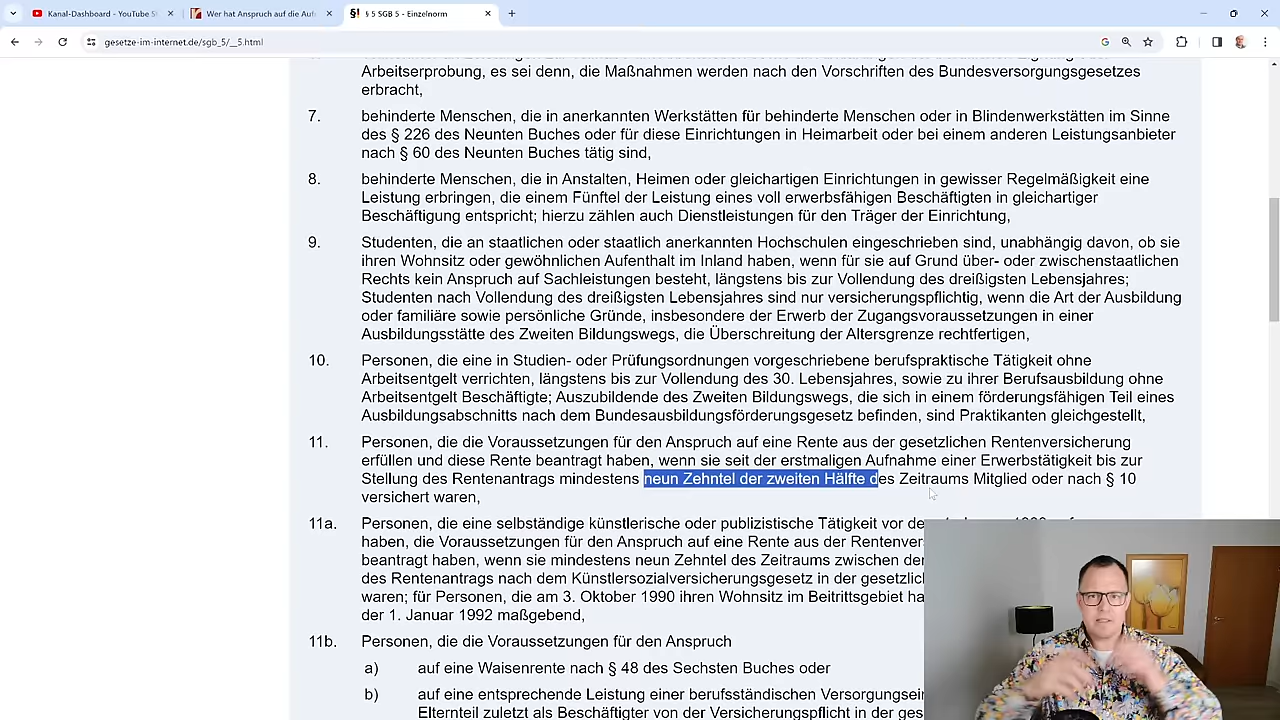 Kanal-Dashboard - YouTube S
Wer hat Anspruch auf die Auf
§ 5 SGB 5 - Einzelnorm
gesetze-im-internet.de/sgb_5/__5.html
Arbeitserprobung, es sei denn, die Maßnahmen werden nach den Vorschriften des Bundesversorgungsgesetzes
erbracht,
7. behinderte Menschen, die in anerkannten Werkstätten für behinderte Menschen oder in Blindenwerkstätten im Sinne
des § 226 des Neunten Buches oder für diese Einrichtungen in Heimarbeit oder bei einem anderen Leistungsanbieter
nach § 60 des Neunten Buches tätig sind,
8. behinderte Menschen, die in Anstalten, Heimen oder gleichartigen Einrichtungen in gewisser Regelmäßigkeit eine
Leistung erbringen, die einem Fünftel der Leistung eines voll erwerbsfähigen Beschäftigten in gleichartiger
Beschäftigung entspricht; hierzu zählen auch Dienstleistungen für den Träger der Einrichtung,
9. Studenten, die an staatlichen oder staatlich anerkannten Hochschulen eingeschrieben sind, unabhängig davon, ob sie
ihren Wohnsitz oder gewöhnlichen Aufenthalt im Inland haben, wenn für sie auf Grund über- oder zwischenstaatlichen
Rechts kein Anspruch auf Sachleistungen besteht, längstens bis zur Vollendung des dreißigsten Lebensjahres;
Studenten nach Vollendung des dreißigsten Lebensjahres sind nur versicherungspflichtig, wenn die Art der Ausbildung
oder familiäre sowie persönliche Gründe, insbesondere der Erwerb der Zugangsvoraussetzungen in einer
Ausbildungsstätte des Zweiten Bildungswegs, die Überschreitung der Altersgrenze rechtfertigen,
10. Personen, die eine in Studien- oder Prüfungsordnungen vorgeschriebene berufspraktische Tätigkeit ohne
Arbeitsentgelt verrichten, längstens bis zur Vollendung des 30. Lebensjahres, sowie zu ihrer Berufsausbildung ohne
Arbeitsentgelt Beschäftigte; Auszubildende des Zweiten Bildungswegs, die sich in einem förderungsfähigen Teil eines
Ausbildungsabschnitts nach dem Bundesausbildungsförderungsgesetz befinden, sind Praktikanten gleichgestellt,
11. Personen, die die Voraussetzungen für den Anspruch auf eine Rente aus der gesetzlichen Rentenversicherung
erfüllen und diese Rente beantragt haben, wenn sie seit der erstmaligen Aufnahme einer Erwerbstätigkeit bis zur
Stellung des Rentenantrags mindestens neun Zehntel der zweiten Hälfte des Zeitraums Mitglied oder nach § 10
versichert waren,
11a. Personen, die eine selbständige künstlerische oder publizistische Tätigkeit vor de
haben, die Voraussetzungen für den Anspruch auf eine Rente aus der Rentenver
beantragt haben, wenn sie mindestens neun Zehntel des Zeitraums zwischen de
des Rentenantrags nach dem Künstlersozialversicherungsgesetz in der gesetzlic
waren; für Personen, die am 3. Oktober 1990 ihren Wohnsitz im Beitrittsgebiet ha
der 1. Januar 1992 maßgebend,
11b. Personen, die die Voraussetzungen für den Anspruch
a) auf eine Waisenrente nach § 48 des Sechsten Buches oder
b) auf eine entsprechende Leistung einer berufsständischen Versorgungsei
Elternteil zuletzt als Beschäftigter von der Versicherungspflicht in der ges